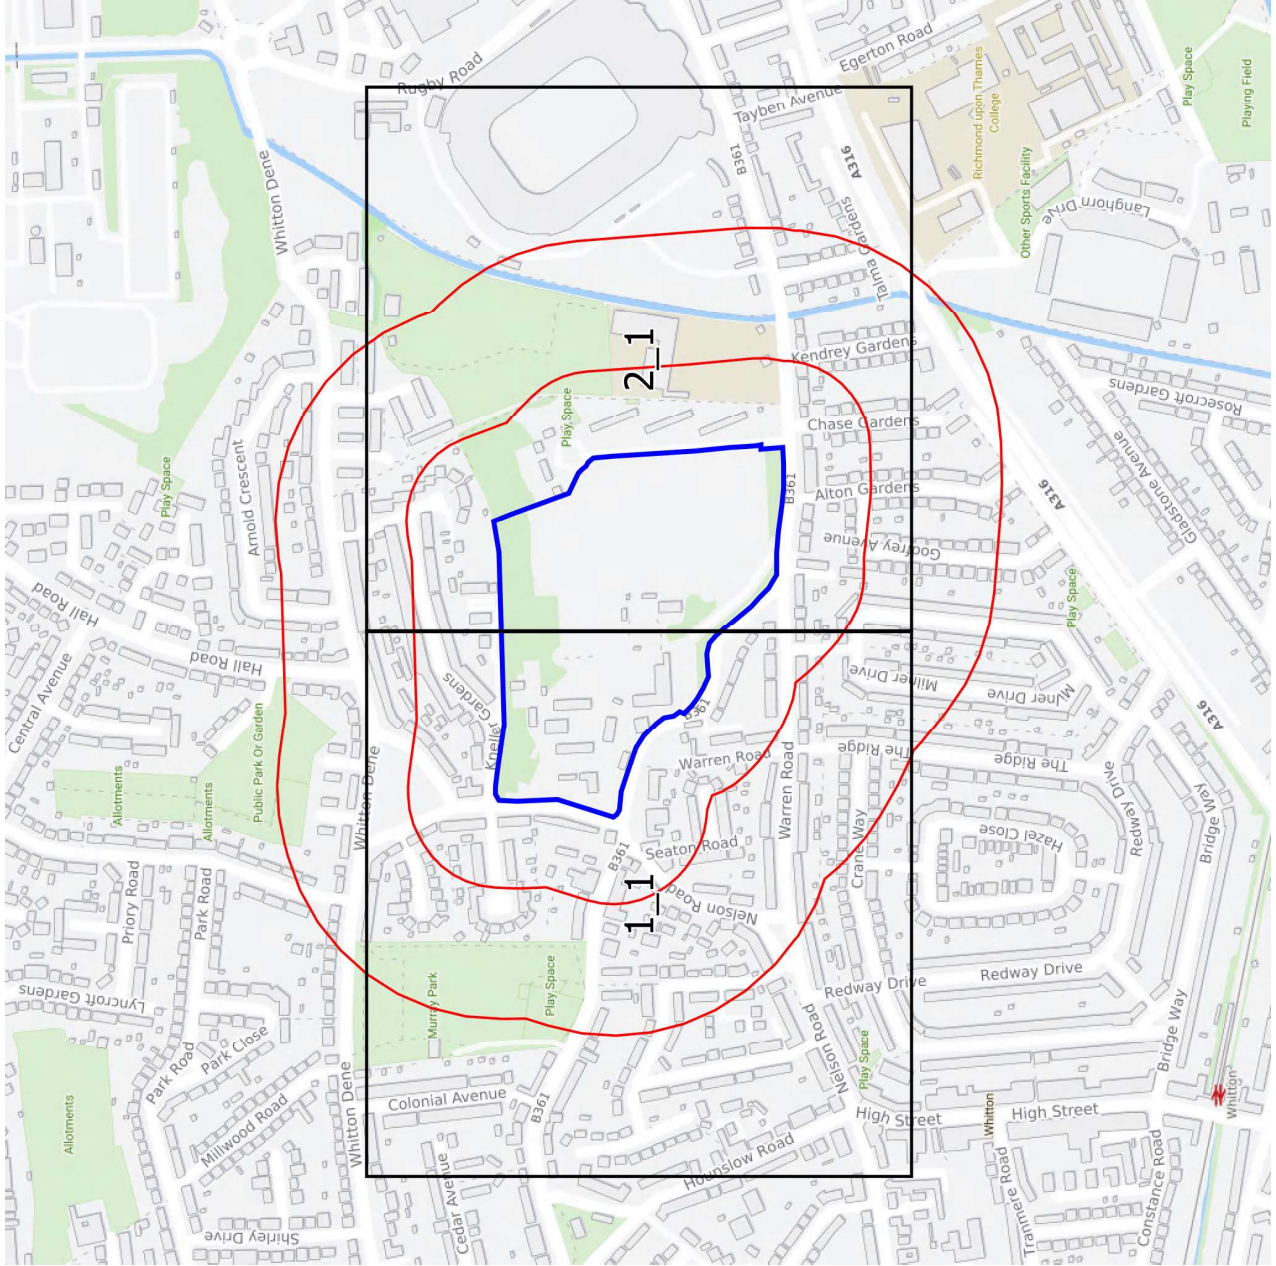 Rugby Road
Egerton Road
Tayben Avenue
B361
A316
Richmond upon Thames
College
Play Space
Playing Field
Other Sports Facility
Langhorn Drive
Whitton Dene
Talma Gardens
2_1
Kendrey Gardens
Play Space
Chase Gardens
Rosecroft Gardens
Gladstone Avenue
Play Space
Arnold Crescent
Alton Gardens
B361
A316
Godfrey Avenue
Hall Road
Hall Road
Play Space
Central Avenue
Kneller Gardens
Milner Drive
Milner Drive
B361
A316
Public Park Or Garden
Allotments
Allotments
Whitton Dene
Warren Road
Warren Road
The Ridge
The Ridge
Redway Drive
Bridge Way
Hazel Close
Crane Way
Seaton Road
B361
Nelson Road
1_1
Priory Road
Park Road
Lyncroft Gardens
Murray Park
Play Space
Redway Drive
Redway Drive
Bridge Way
Nelson Road
Play Space
Park Road
Park Close
Millwood Road
Allotments
Whitton Dene
Colonial Avenue
B361
High Street
Whitton
High Street
Whitton
Hounslow Road
Cedar Avenue
Shirley Drive
Tranmere Road
Constance Road